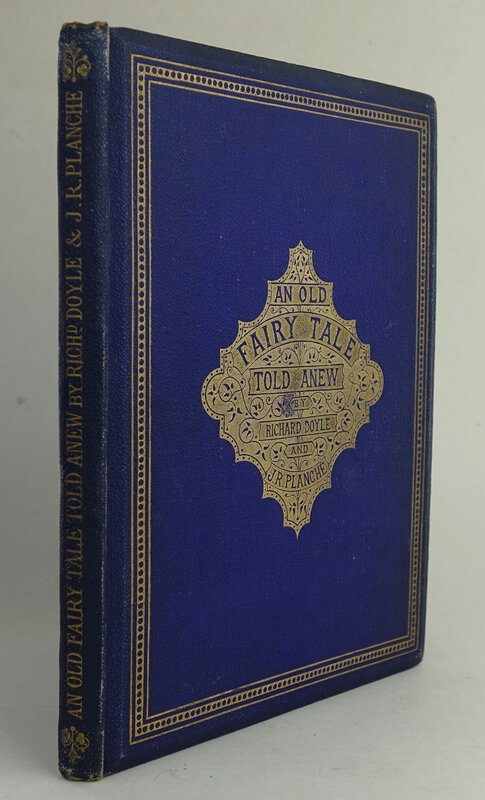 AN OLD FAIRY TALE TOLD ANEW BY RICHD DOYLE & J.R. PLANCHE
AN OLD
FAIRY TALE
TOLD ANEW
BY
RICHARD DOYLE
AND
J.R. PLANCHE